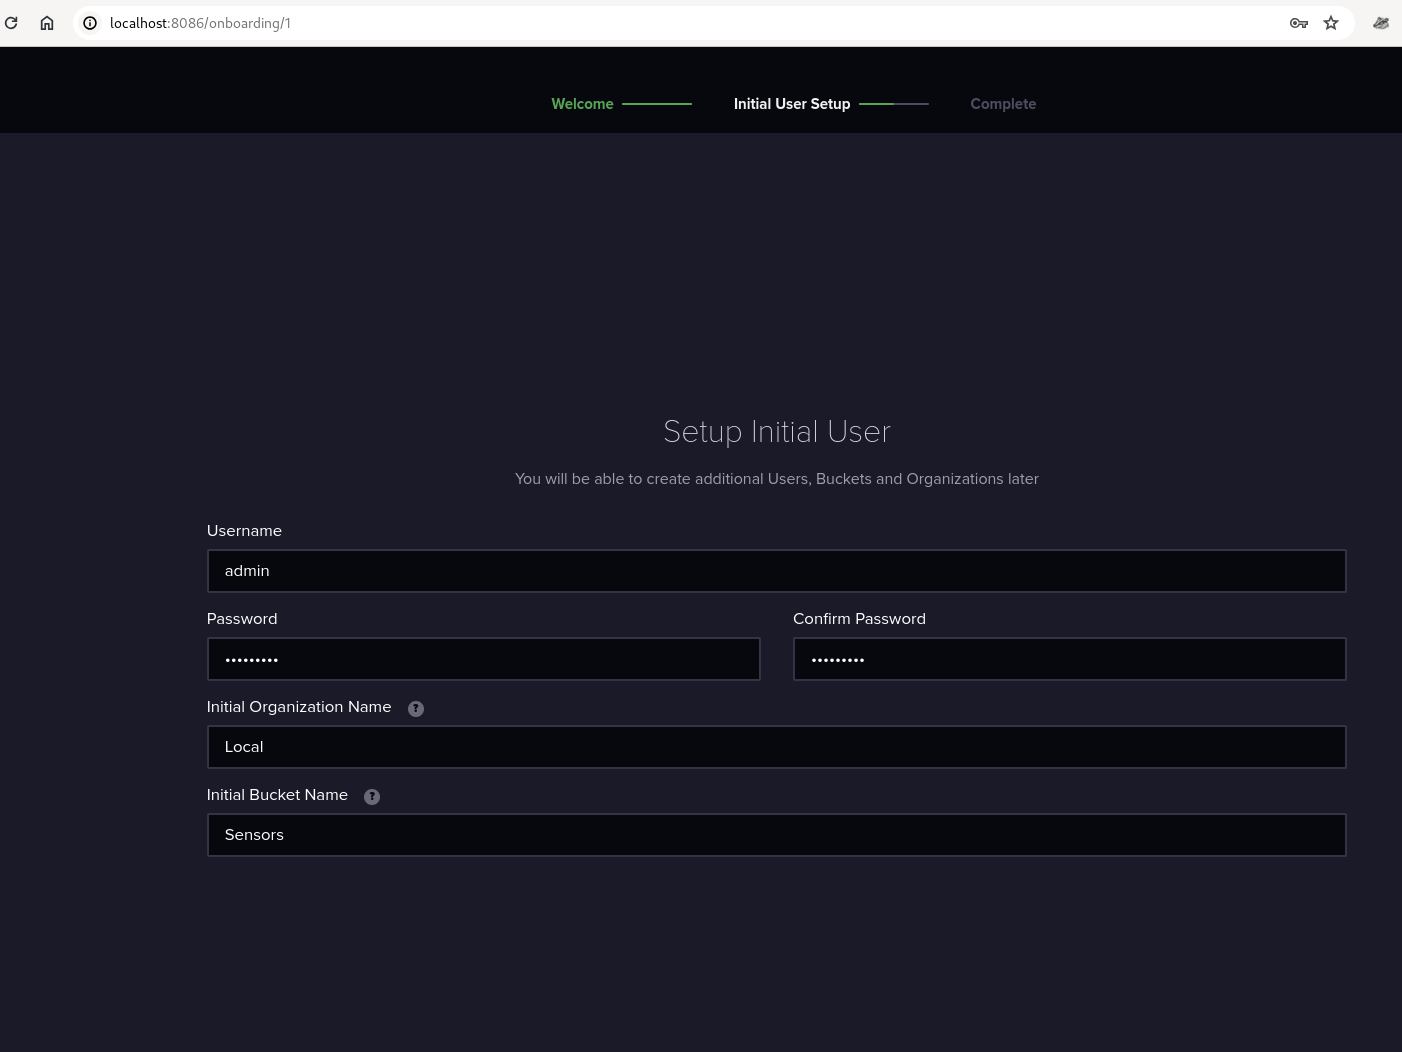 localhost:8086/onboarding/1
Welcome Initial User Setup Complete
Setup Initial User
You will be able to create additional Users, Buckets and Organizations later
Username
admin
Password Confirm Password
••••••••• •••••••••
Initial Organization Name ?
Local
Initial Bucket Name ?
Sensors